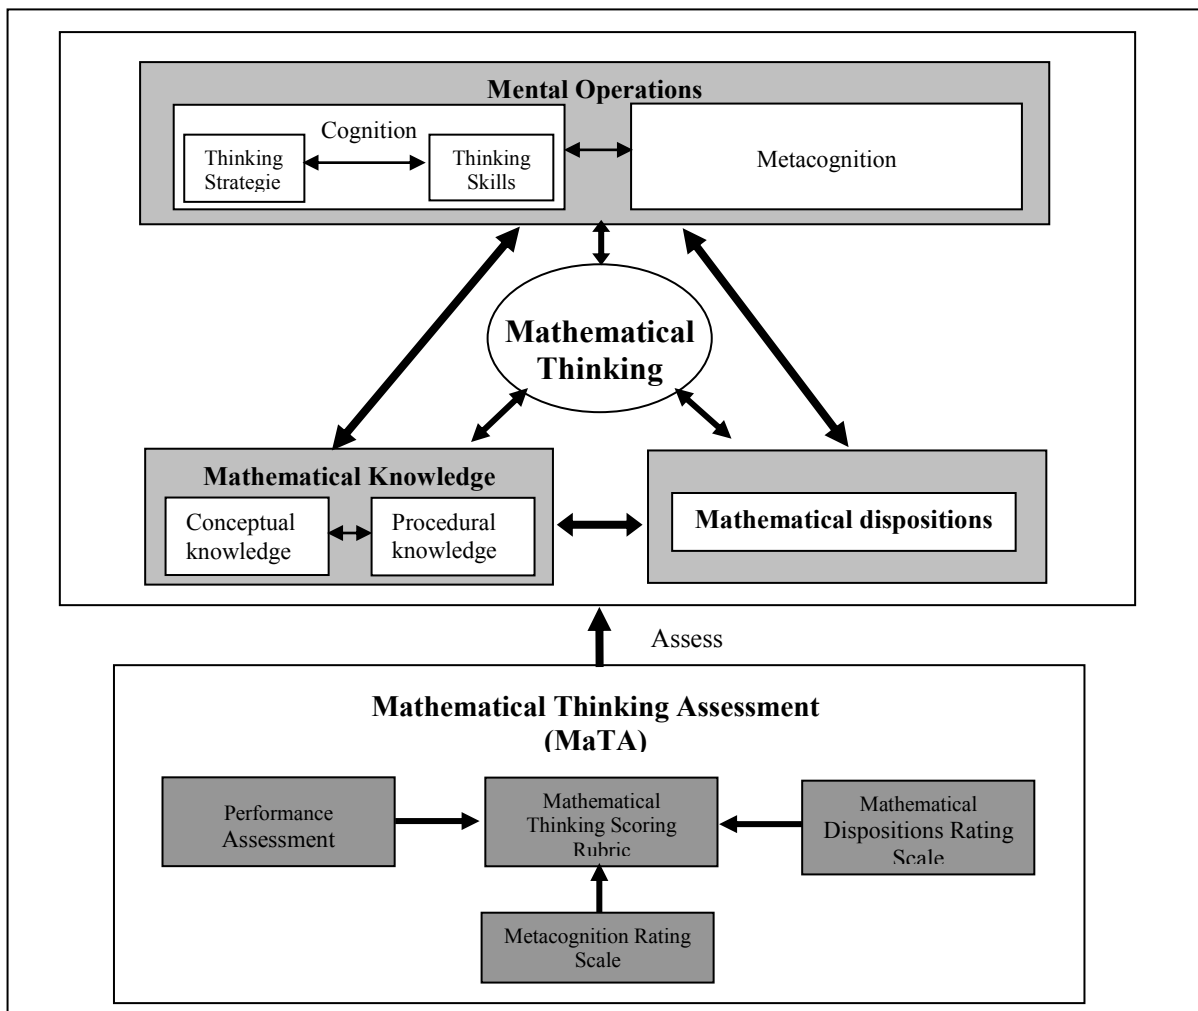 Mental Operations
Cognition
Thinking
Strategie
Thinking
Skills
Metacognition
Mathematical
Thinking
Mathematical Knowledge
Conceptual
knowledge
Procedural
knowledge
Mathematical dispositions
Assess
Mathematical Thinking Assessment
(MaTA)
Performance
Assessment
Mathematical
Thinking Scoring
Rubric
Mathematical
Dispositions Rating
Scale
Metacognition Rating
Scale